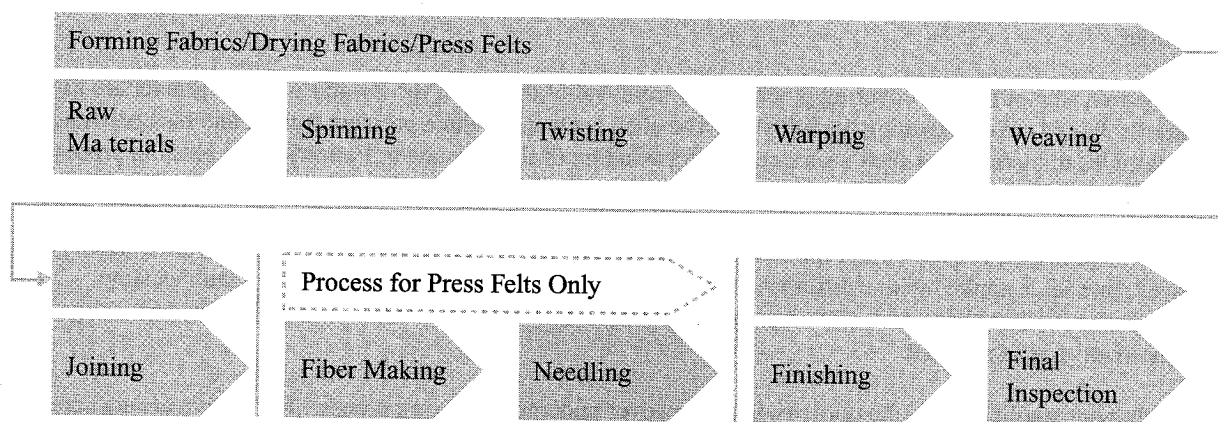 Forming Fabrics/Drying Fabrics/Press Felts
Raw
Ma terials
Spinning
Twisting
Warping
Weaving
Process for Press Felts Only
Joining
Fiber Making
Needling
Finishing
Final
Inspection